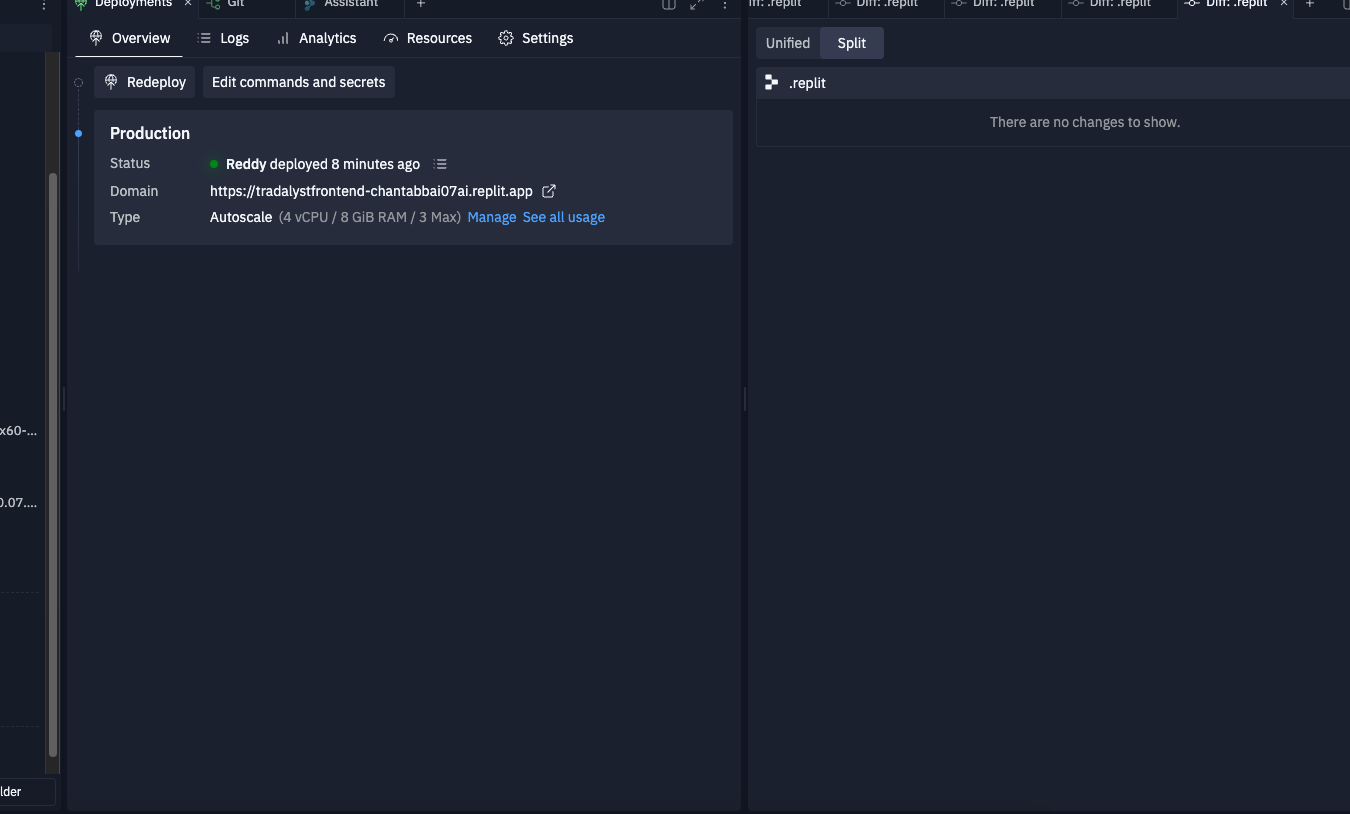 Deployments
Git
Assistant
Overview
Logs
Analytics
Resources
Settings
Redeploy
Edit commands and secrets
Production
Status
Reddy deployed 8 minutes ago
Domain
https://tradalystfrontend-chantabbai07ai.replit.app
Type
Autoscale (4 vCPU / 8 GiB RAM / 3 Max) Manage See all usage
x60-...
0.07....
lder
ff: .replit
Diff: .replit
Diff: .replit
Diff: .replit
Diff: .replit
Unified
Split
.replit
There are no changes to show.